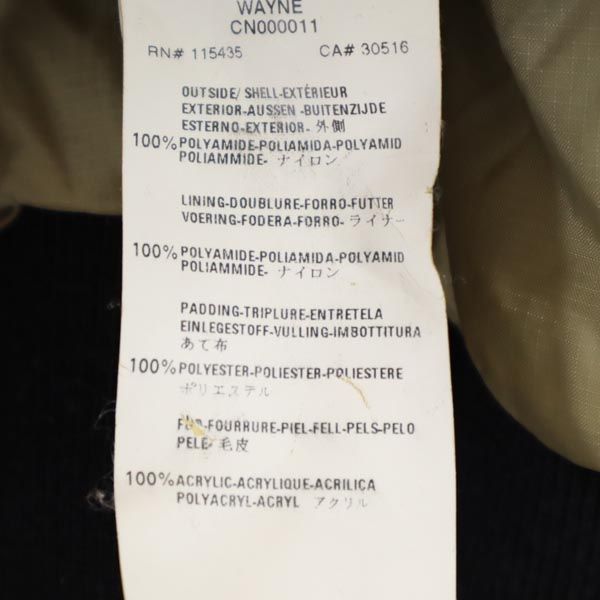 WAYNE
CN000011
RN# 115435 CA# 30516
OUTSIDE/ SHELL-EXTÉRIEUR
EXTERIOR-AUSSEN-BUITENZIJDE
ESTERNO-EXTERIOR-外側
100% POLYAMIDE-POLIAMIDA-POLYAMID
POLIAMMIDE-ナイロン
LINING-DOUBLURE-FORRO-FUTTER
VOERING-FODERA-FORRO-ライナー
100% POLYAMIDE-POLIAMIDA-POLYAMID
POLIAMMIDE-ナイロン
PADDING-TRIPLURE-ENTRETELA
EINLEGESTOFF-VULLING-IMBOTTITURA
あて布
100% POLYESTER-POLIESTER-POLIESTERE
ポリエステル
FUR-FOURRURE-PIEL-FELL-PELS-PELO
PELE-毛皮
100% ACRYLIC-ACRYLIQUE-ACRILICA
POLYACRYL-ACRYL アクリル